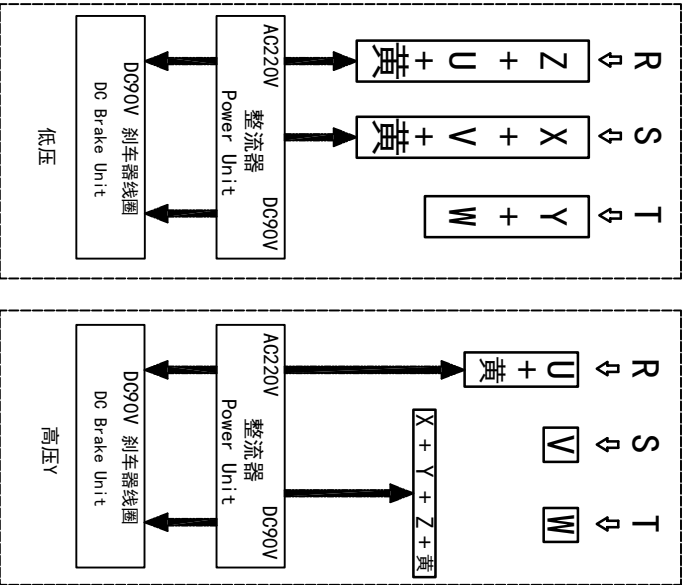 R S T
Z + U + 黄
X + V + 黄
Y + W
AC220V 整流器 DC90V
Power Unit
DC90V 刹车器线圈
DC Brake Unit
低压
R S T
U + 黄
V
W
X + Y + Z + 黄
AC220V 整流器 DC90V
Power Unit
DC90V 刹车器线圈
DC Brake Unit
高压Y